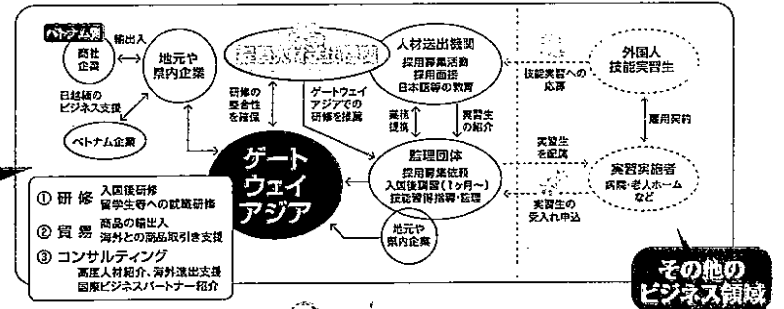 ベトナム側
商社
企業
輸出入
地元や
県内企業
日越間の
ビジネス支援
ベトナム企業
研修の
整合性
を確保
ゲートウェイ
アジアでの
研修を推薦
人材送出機関
採用募集活動
採用面接
日本語等の教育
業務
提携
実習生
の紹介
技能実習への
応募
外国人
技能実習生
雇用契約
ゲート
ウェイ
アジア
監理団体
採用募集依頼
入国後講習(1ヶ月〜)
技能習得指導・監理
地元や
県内企業
実習生
を配属
実習生の
受入れ申込
実習実施者
病院・老人ホーム
など
① 研修 入国後研修
留学生等への就職研修
② 貿易 商品の輸出入
海外との商品取引き支援
③ コンサルティング
高度人材紹介、海外進出支援
国際ビジネスパートナー紹介
その他の
ビジネス領域